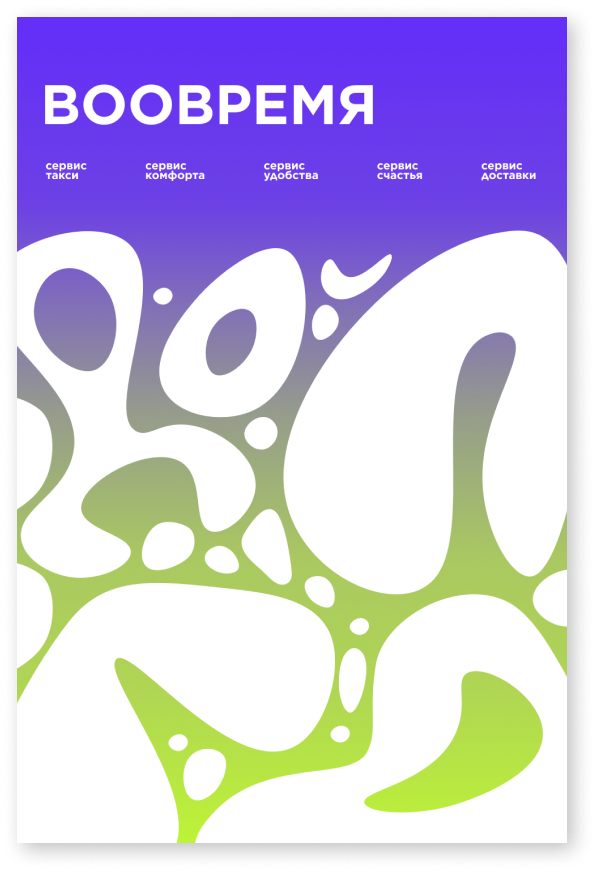 ВООВРЕМЯ
сервис такси
сервис комфорта
сервис удобства
сервис счастья
сервис доставки